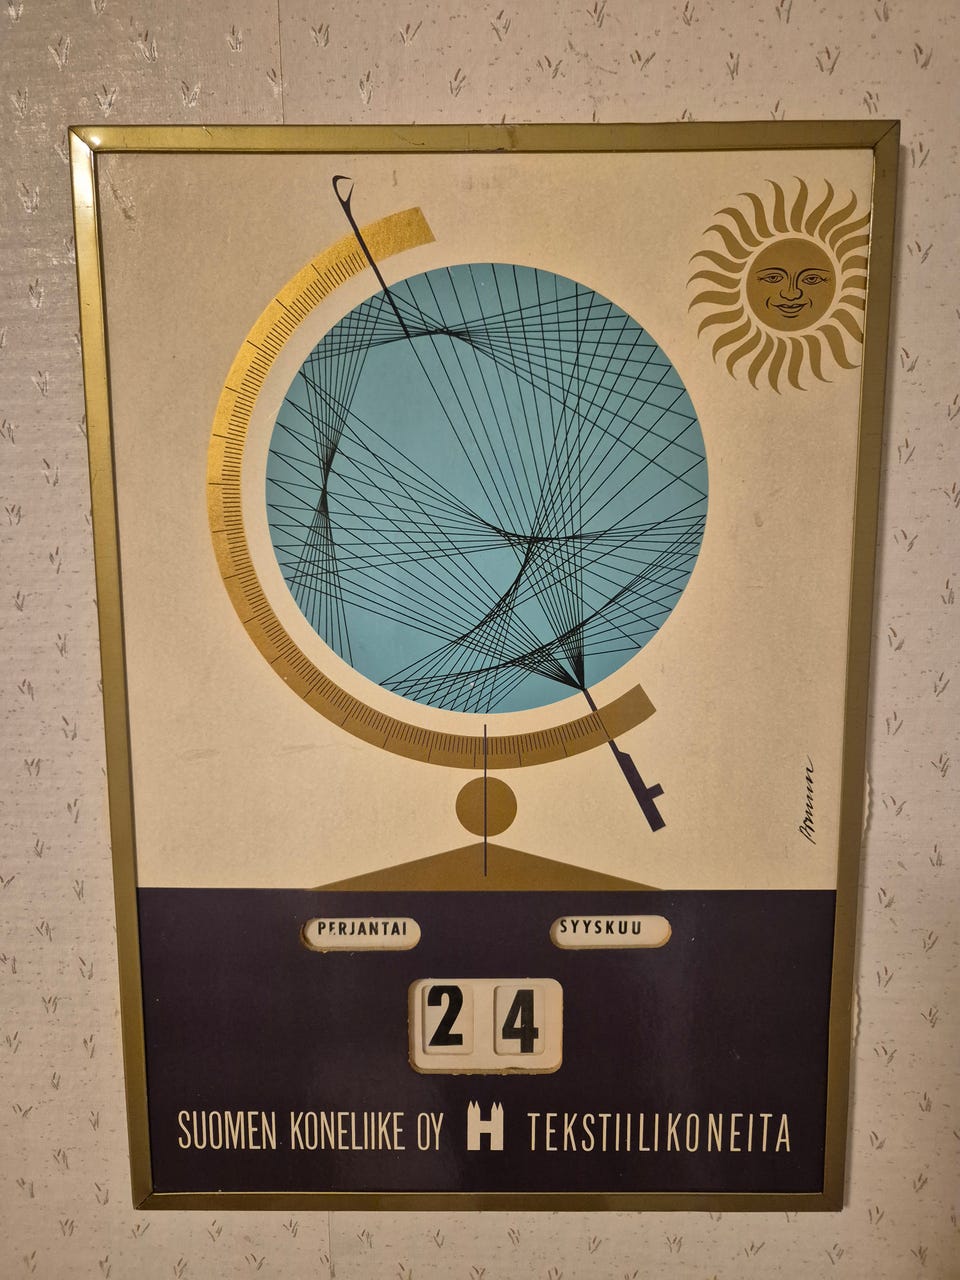 PERJANTAI SYYSKUU
24
SUOMEN KONELIIKE OY H TEKSTIILIKONEITA